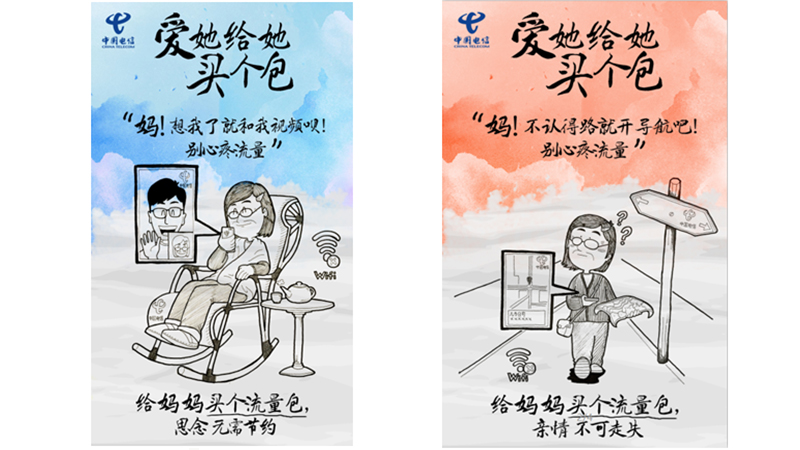 中国电信
CHINA TELECOM
爱她给她
买个包
“妈！想我了就和我视频呗！
别心疼流量”
WiFi
给妈妈买个流量包，
思念 无需节约
中国电信
CHINA TELECOM
爱她给她
买个包
“妈！不认得路就开导航吧！
别心疼流量”
? ? ?
中国电信
WiFi
给妈妈买个流量包，
亲情 不可走失